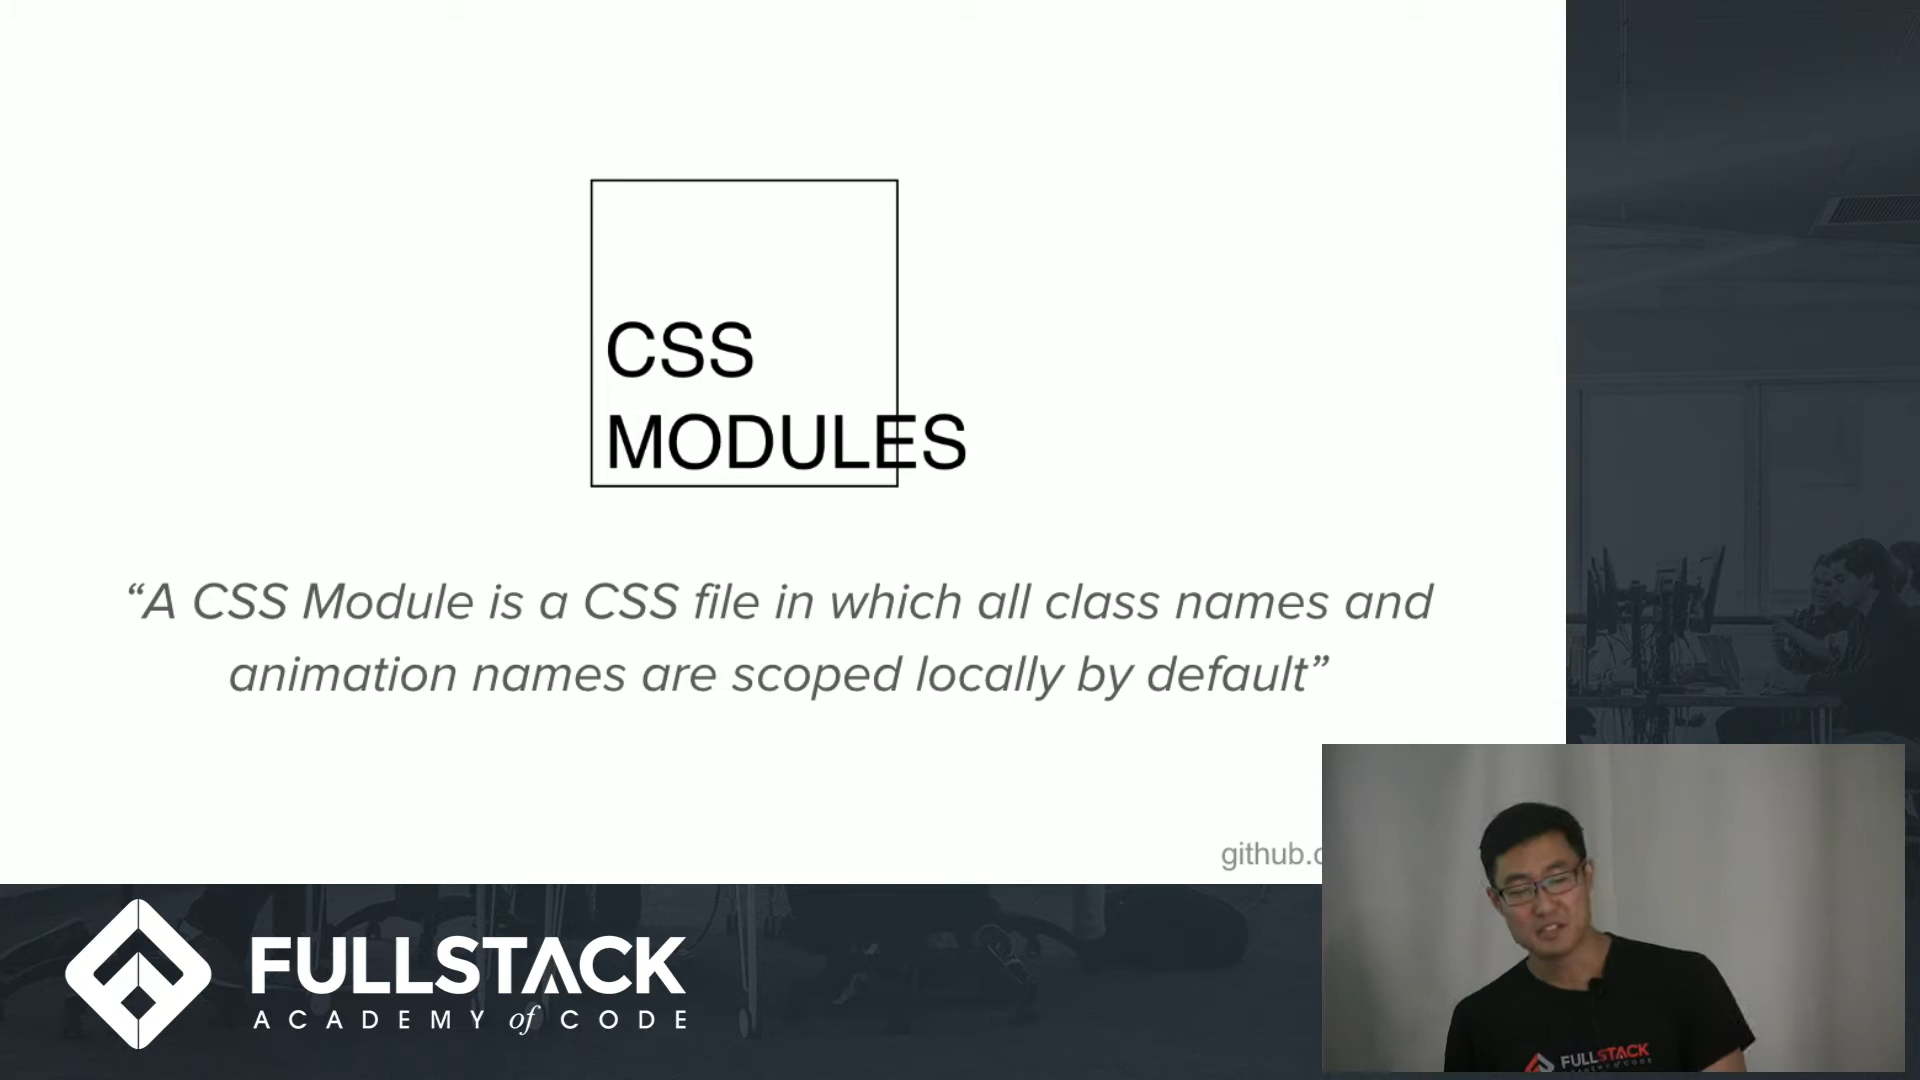 CSS
MODULES
“A CSS Module is a CSS file in which all class names and
animation names are scoped locally by default”
github.c
FULLSTACK
ACADEMY of CODE
FULLSTACK